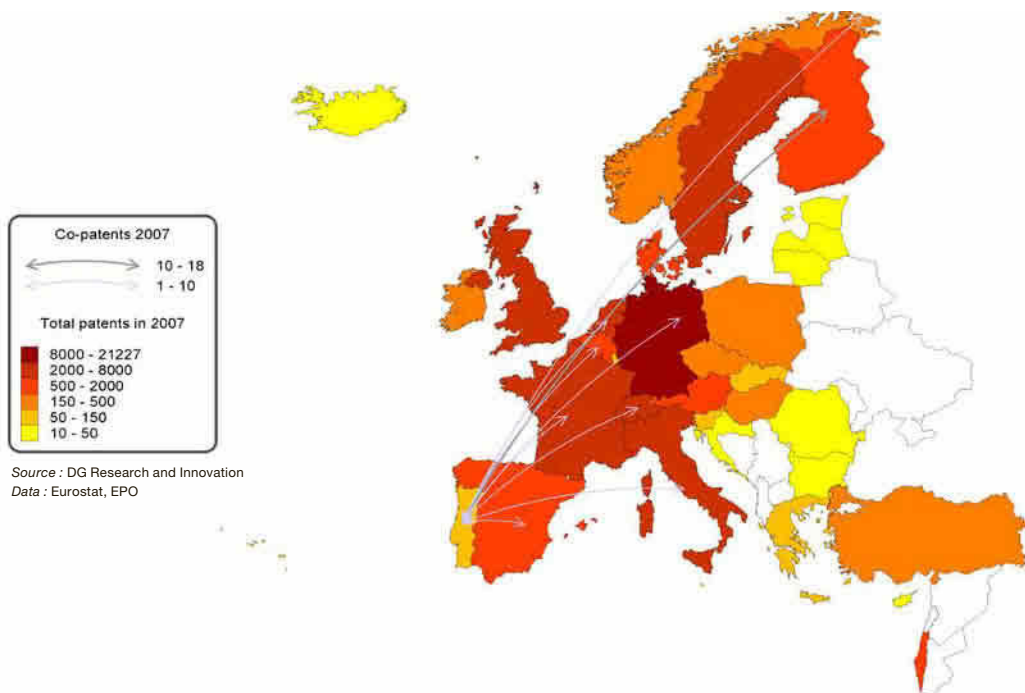 Co-patents 2007
10 - 18
1 - 10
Total patents in 2007
8000 - 21227
2000 - 8000
500 - 2000
150 - 500
50 - 150
10 - 50
Source : DG Research and Innovation
Data : Eurostat, EPO